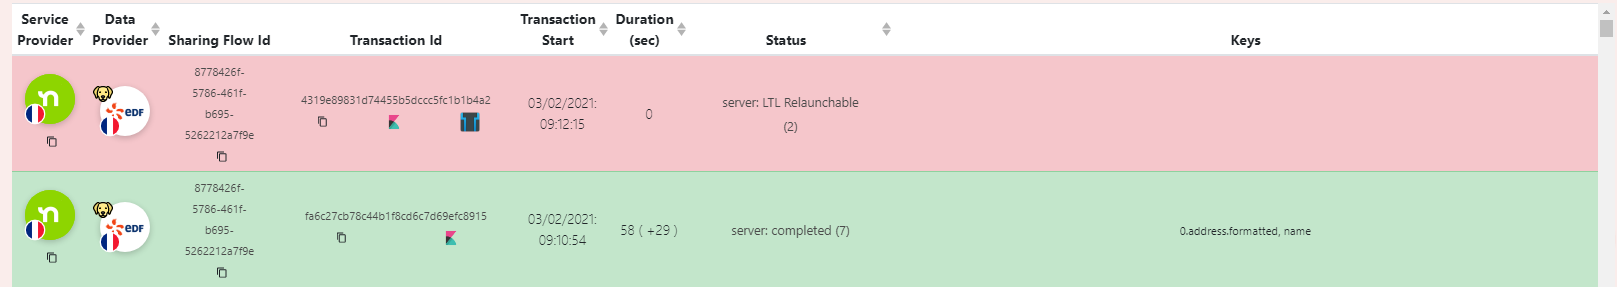 Service Provider
Data Provider
Sharing Flow Id
Transaction Id
Transaction Start
Duration (sec)
Status
Keys
n
eDF
8778426f-
5786-461f-
b695-
5262212a7f9e
4319e89831d74455b5dccc5fc1b1b4a2
03/02/2021:
09:12:15
0
server: LTL Relaunchable
(2)
n
eDF
8778426f-
5786-461f-
b695-
5262212a7f9e
fa6c27cb78c44b1f8cd6c7d69efc8915
03/02/2021:
09:10:54
58 ( +29 )
server: completed (7)
0.address.formatted, name